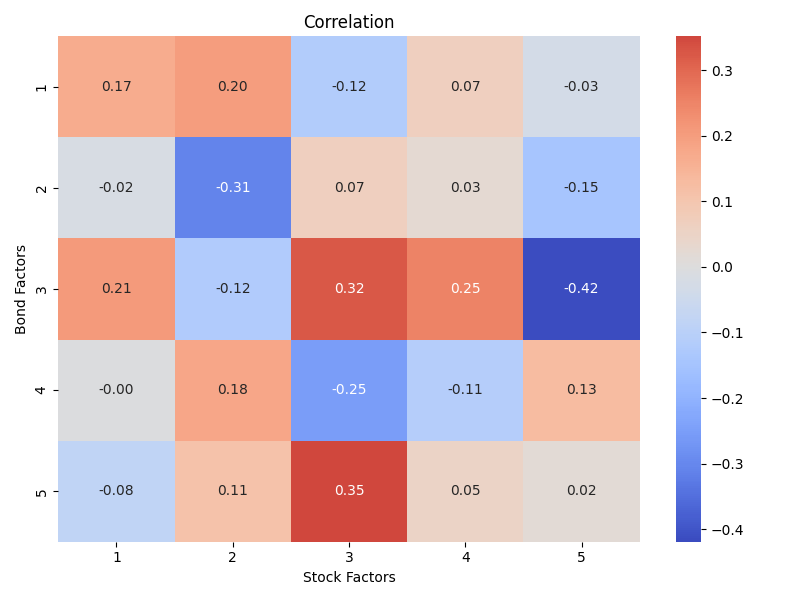 Correlation
1 0.17 0.20 -0.12 0.07 -0.03
2 -0.02 -0.31 0.07 0.03 -0.15
3 0.21 -0.12 0.32 0.25 -0.42
4 -0.00 0.18 -0.25 -0.11 0.13
5 -0.08 0.11 0.35 0.05 0.02
1 2 3 4 5
Stock Factors
Bond Factors
0.3
0.2
0.1
0.0
−0.1
−0.2
−0.3
−0.4